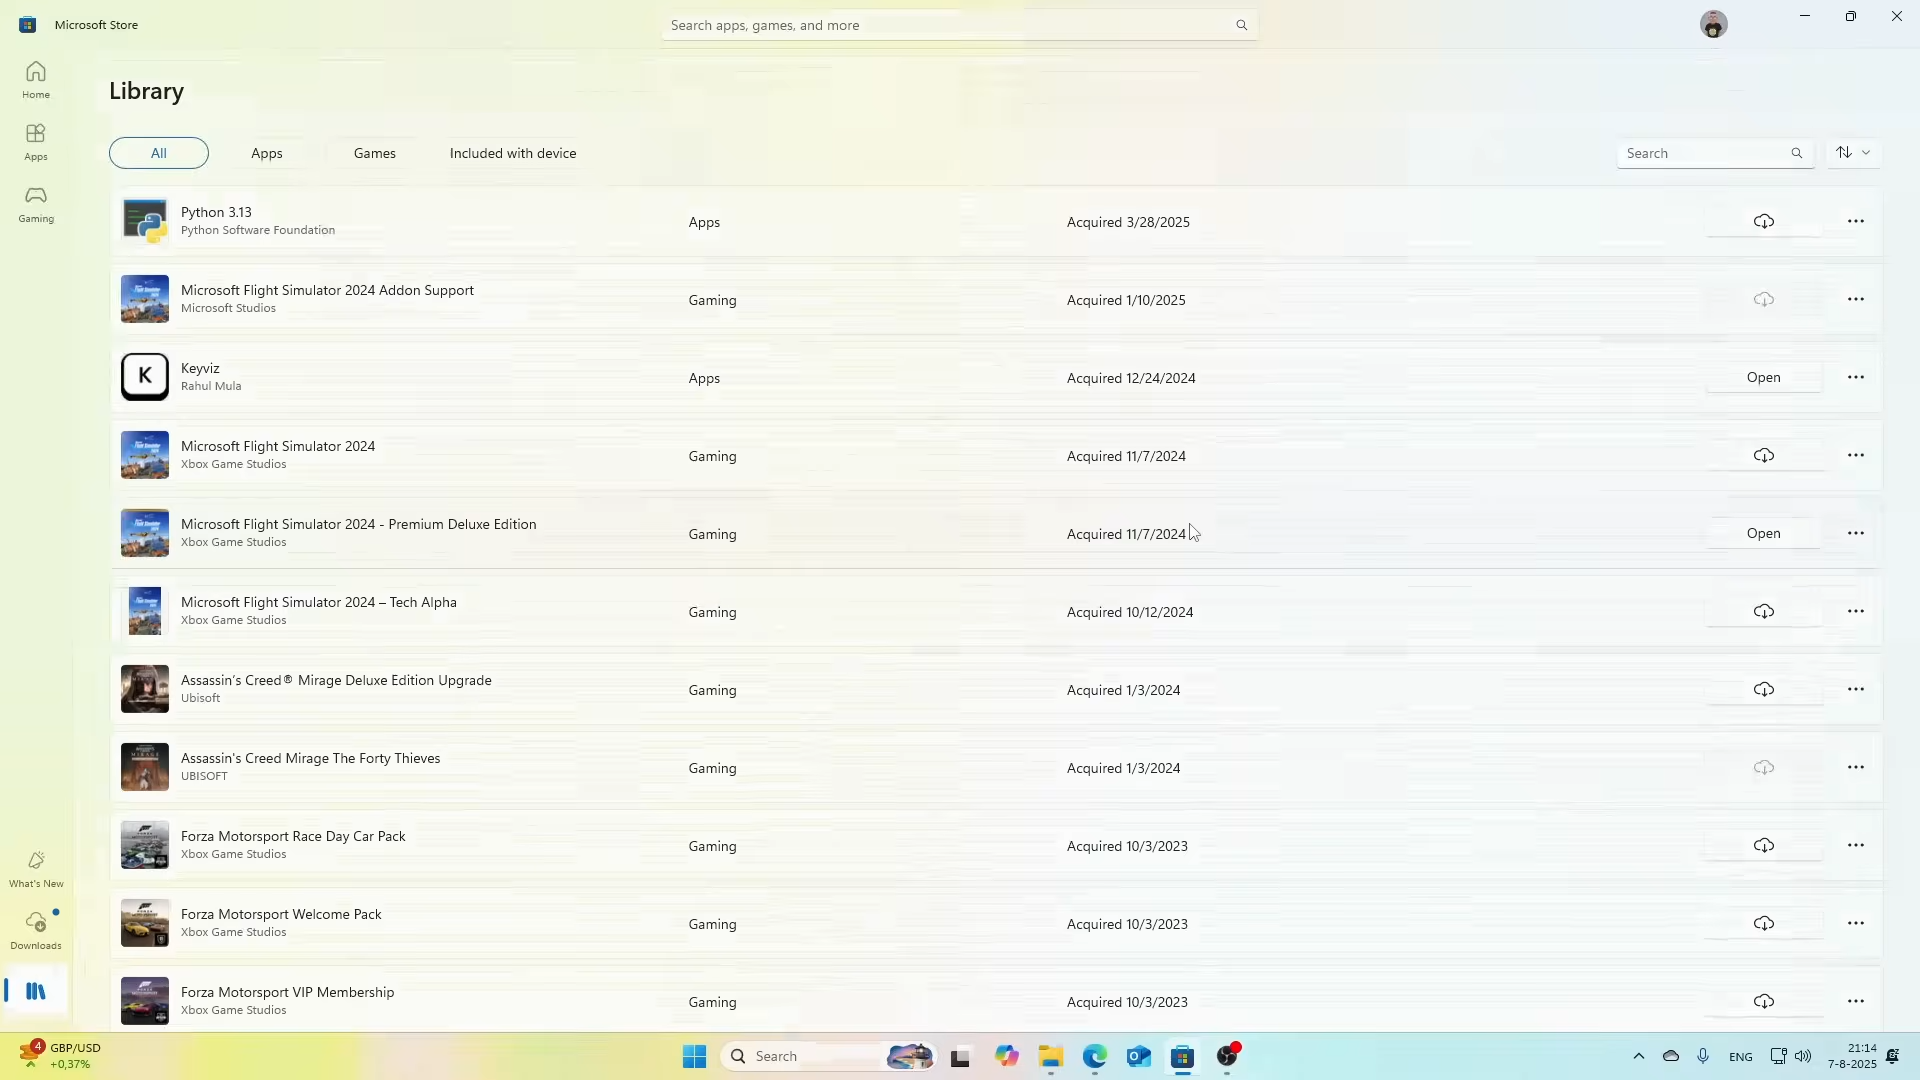 Microsoft Store
Search apps, games, and more
Home
Apps
Gaming
Library
All
Apps
Games
Included with device
Search
Python 3.13
Python Software Foundation
Apps
Acquired 3/28/2025
Microsoft Flight Simulator 2024 Addon Support
Microsoft Studios
Gaming
Acquired 1/10/2025
K
Keyviz
Rahul Mula
Apps
Acquired 12/24/2024
Open
Microsoft Flight Simulator 2024
Xbox Game Studios
Gaming
Acquired 11/7/2024
Microsoft Flight Simulator 2024 - Premium Deluxe Edition
Xbox Game Studios
Gaming
Acquired 11/7/2024
Open
Microsoft Flight Simulator 2024 – Tech Alpha
Xbox Game Studios
Gaming
Acquired 10/12/2024
Assassin’s Creed® Mirage Deluxe Edition Upgrade
Ubisoft
Gaming
Acquired 1/3/2024
Assassin's Creed Mirage The Forty Thieves
UBISOFT
Gaming
Acquired 1/3/2024
Forza Motorsport Race Day Car Pack
Xbox Game Studios
Gaming
Acquired 10/3/2023
Forza Motorsport Welcome Pack
Xbox Game Studios
Gaming
Acquired 10/3/2023
Forza Motorsport VIP Membership
Xbox Game Studios
Gaming
Acquired 10/3/2023
What's New
Downloads
4
GBP/USD
+0,37%
Search
ENG
21:14
7-8-2025